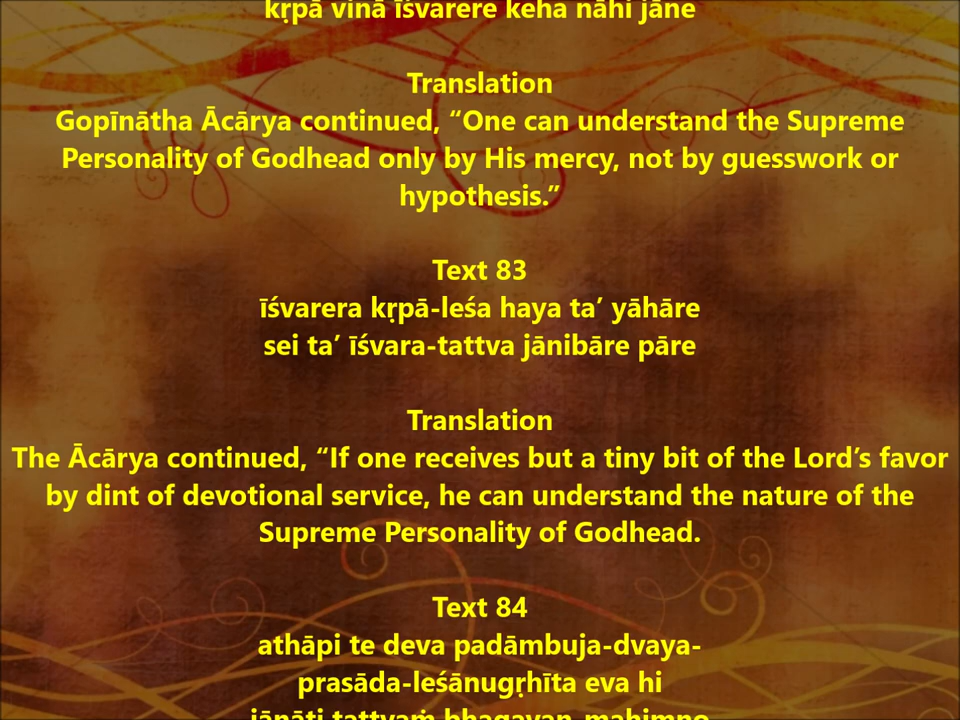 kṛpā vinā īśvarere keha nāhi jāne
Translation
Gopīnātha Ācārya continued, “One can understand the Supreme
Personality of Godhead only by His mercy, not by guesswork or
hypothesis.”
Text 83
īśvarera kṛpā-leśa haya ta’ yāhāre
sei ta’ īśvara-tattva jānibāre pāre
Translation
The Ācārya continued, “If one receives but a tiny bit of the Lord’s favor
by dint of devotional service, he can understand the nature of the
Supreme Personality of Godhead.
Text 84
athāpi te deva padāmbuja-dvaya-
prasāda-leśānugṛhīta eva hi
jānāti tattvaṁ bhagavan-mahimno